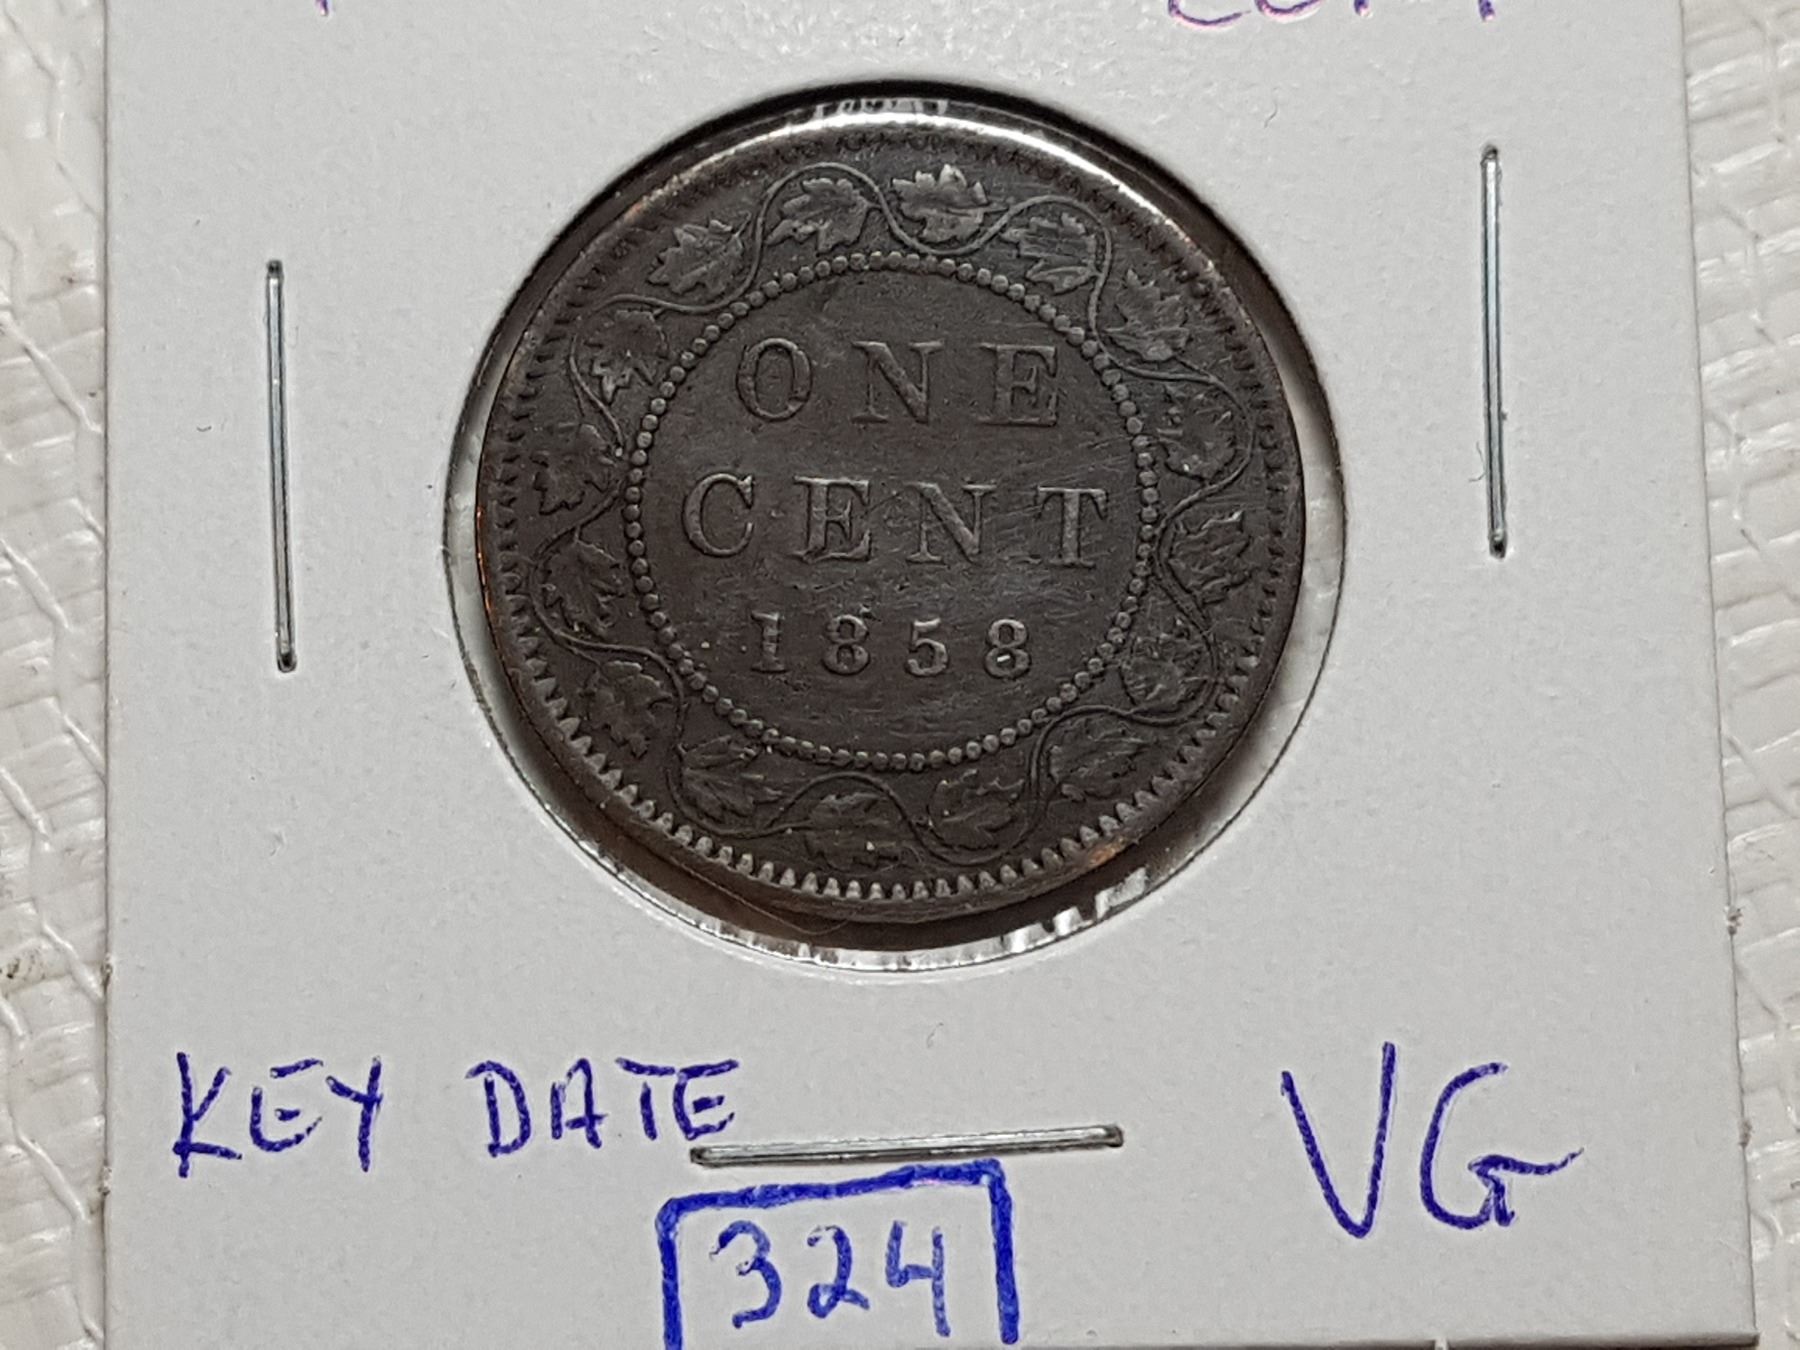 ONE
CENT
1858
KEY DATE
VG
324